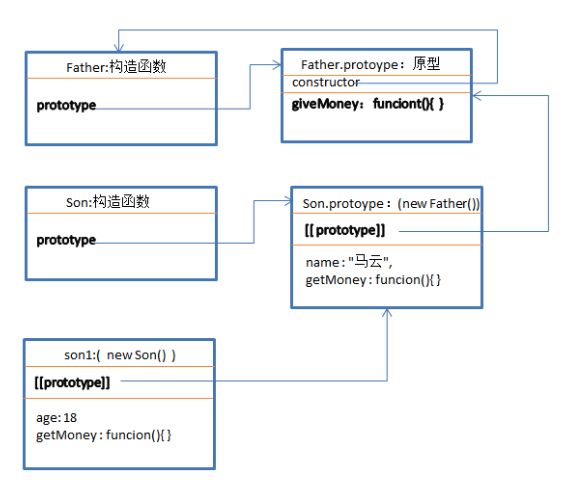 Father:构造函数
prototype
Father.protoype：原型
constructor
giveMoney：funciont(){ }
Son:构造函数
prototype
Son.protoype：(new Father())
[[prototype]]
name:"马云",
getMoney:funcion(){ }
son1:( new Son() )
[[prototype]]
age:18
getMoney:funcion(){ }